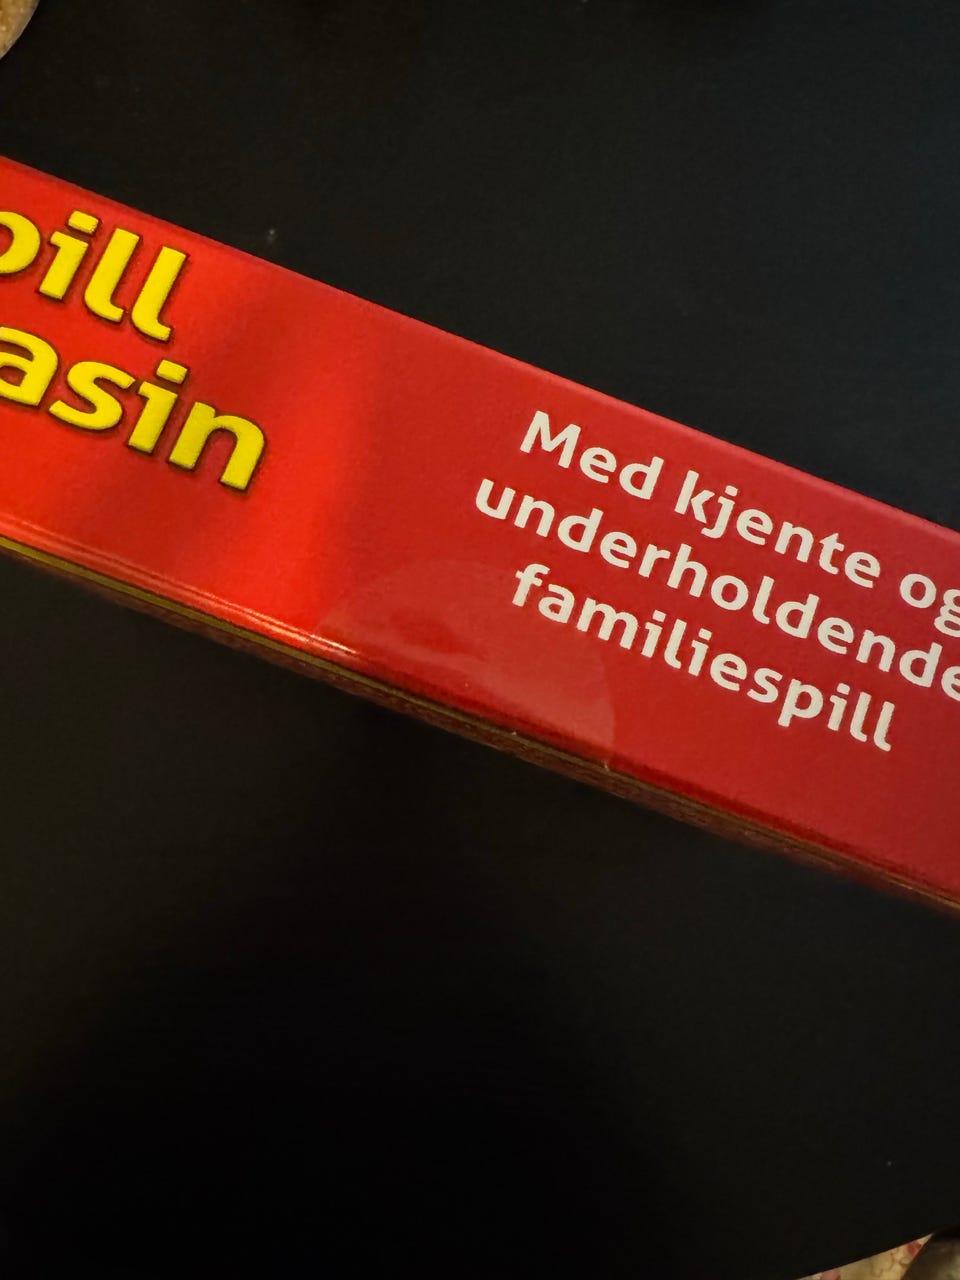 pill
asin
Med kjente og
underholdende
familiespill